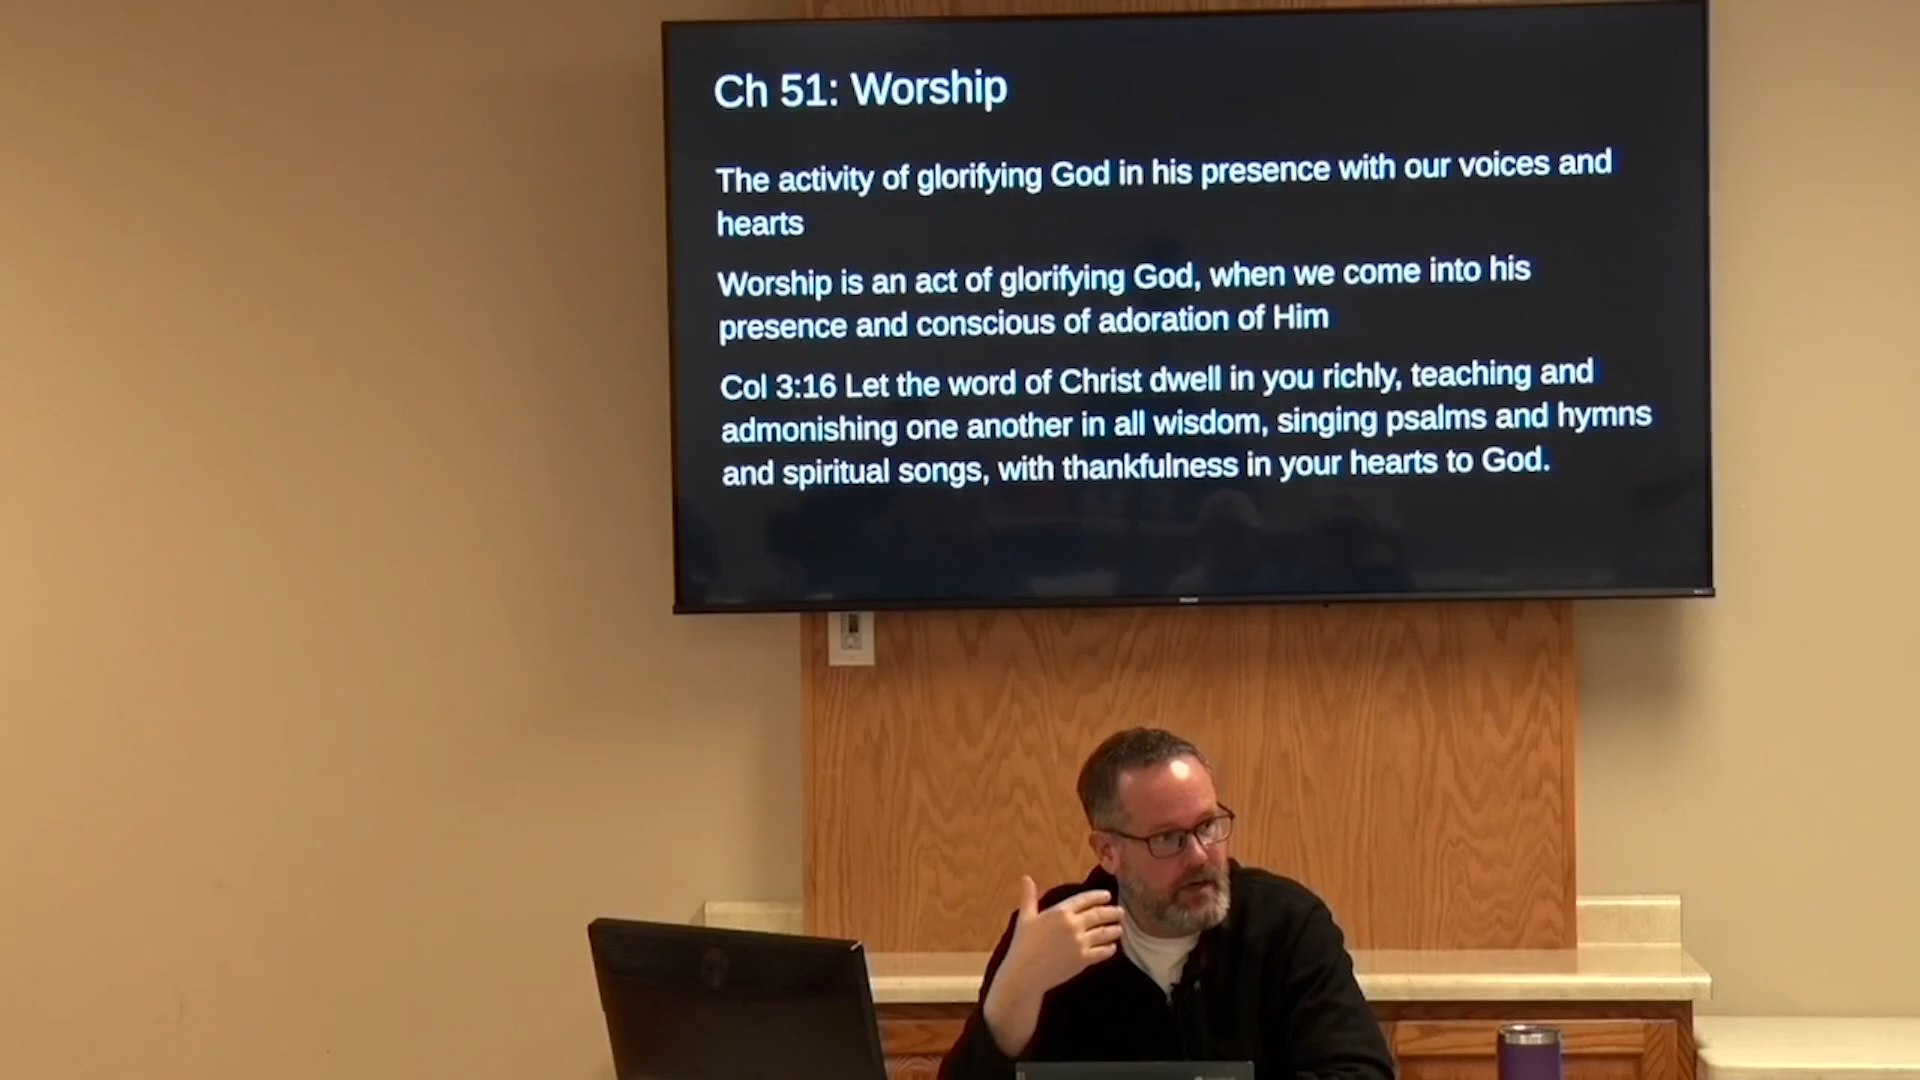 Ch 51: Worship
The activity of glorifying God in his presence with our voices and
hearts
Worship is an act of glorifying God, when we come into his
presence and conscious of adoration of Him
Col 3:16 Let the word of Christ dwell in you richly, teaching and
admonishing one another in all wisdom, singing psalms and hymns
and spiritual songs, with thankfulness in your hearts to God.